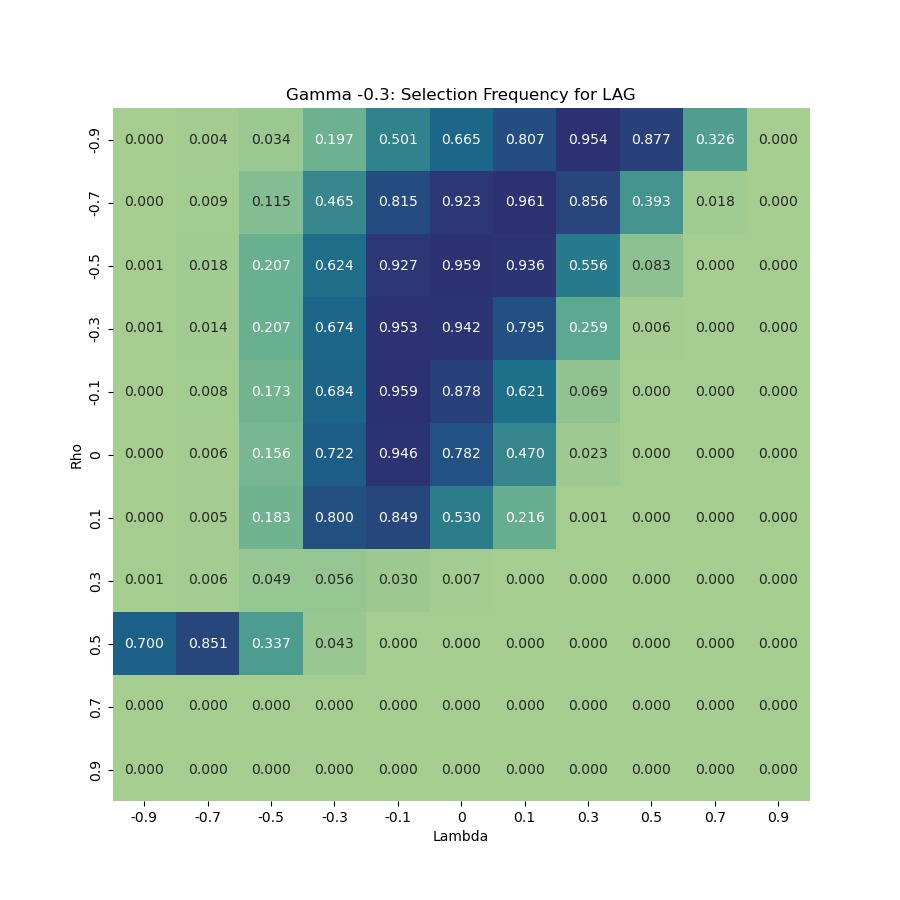 Gamma -0.3: Selection Frequency for LAG
-0.9 0.000 0.004 0.034 0.197 0.501 0.665 0.807 0.954 0.877 0.326 0.000
-0.7 0.000 0.009 0.115 0.465 0.815 0.923 0.961 0.856 0.393 0.018 0.000
-0.5 0.001 0.018 0.207 0.624 0.927 0.959 0.936 0.556 0.083 0.000 0.000
-0.3 0.001 0.014 0.207 0.674 0.953 0.942 0.795 0.259 0.006 0.000 0.000
-0.1 0.000 0.008 0.173 0.684 0.959 0.878 0.621 0.069 0.000 0.000 0.000
Rho
0 0.000 0.006 0.156 0.722 0.946 0.782 0.470 0.023 0.000 0.000 0.000
0.1 0.000 0.005 0.183 0.800 0.849 0.530 0.216 0.001 0.000 0.000 0.000
0.3 0.001 0.006 0.049 0.056 0.030 0.007 0.000 0.000 0.000 0.000 0.000
0.5 0.700 0.851 0.337 0.043 0.000 0.000 0.000 0.000 0.000 0.000 0.000
0.7 0.000 0.000 0.000 0.000 0.000 0.000 0.000 0.000 0.000 0.000 0.000
0.9 0.000 0.000 0.000 0.000 0.000 0.000 0.000 0.000 0.000 0.000 0.000
-0.9 -0.7 -0.5 -0.3 -0.1 0 0.1 0.3 0.5 0.7 0.9
Lambda